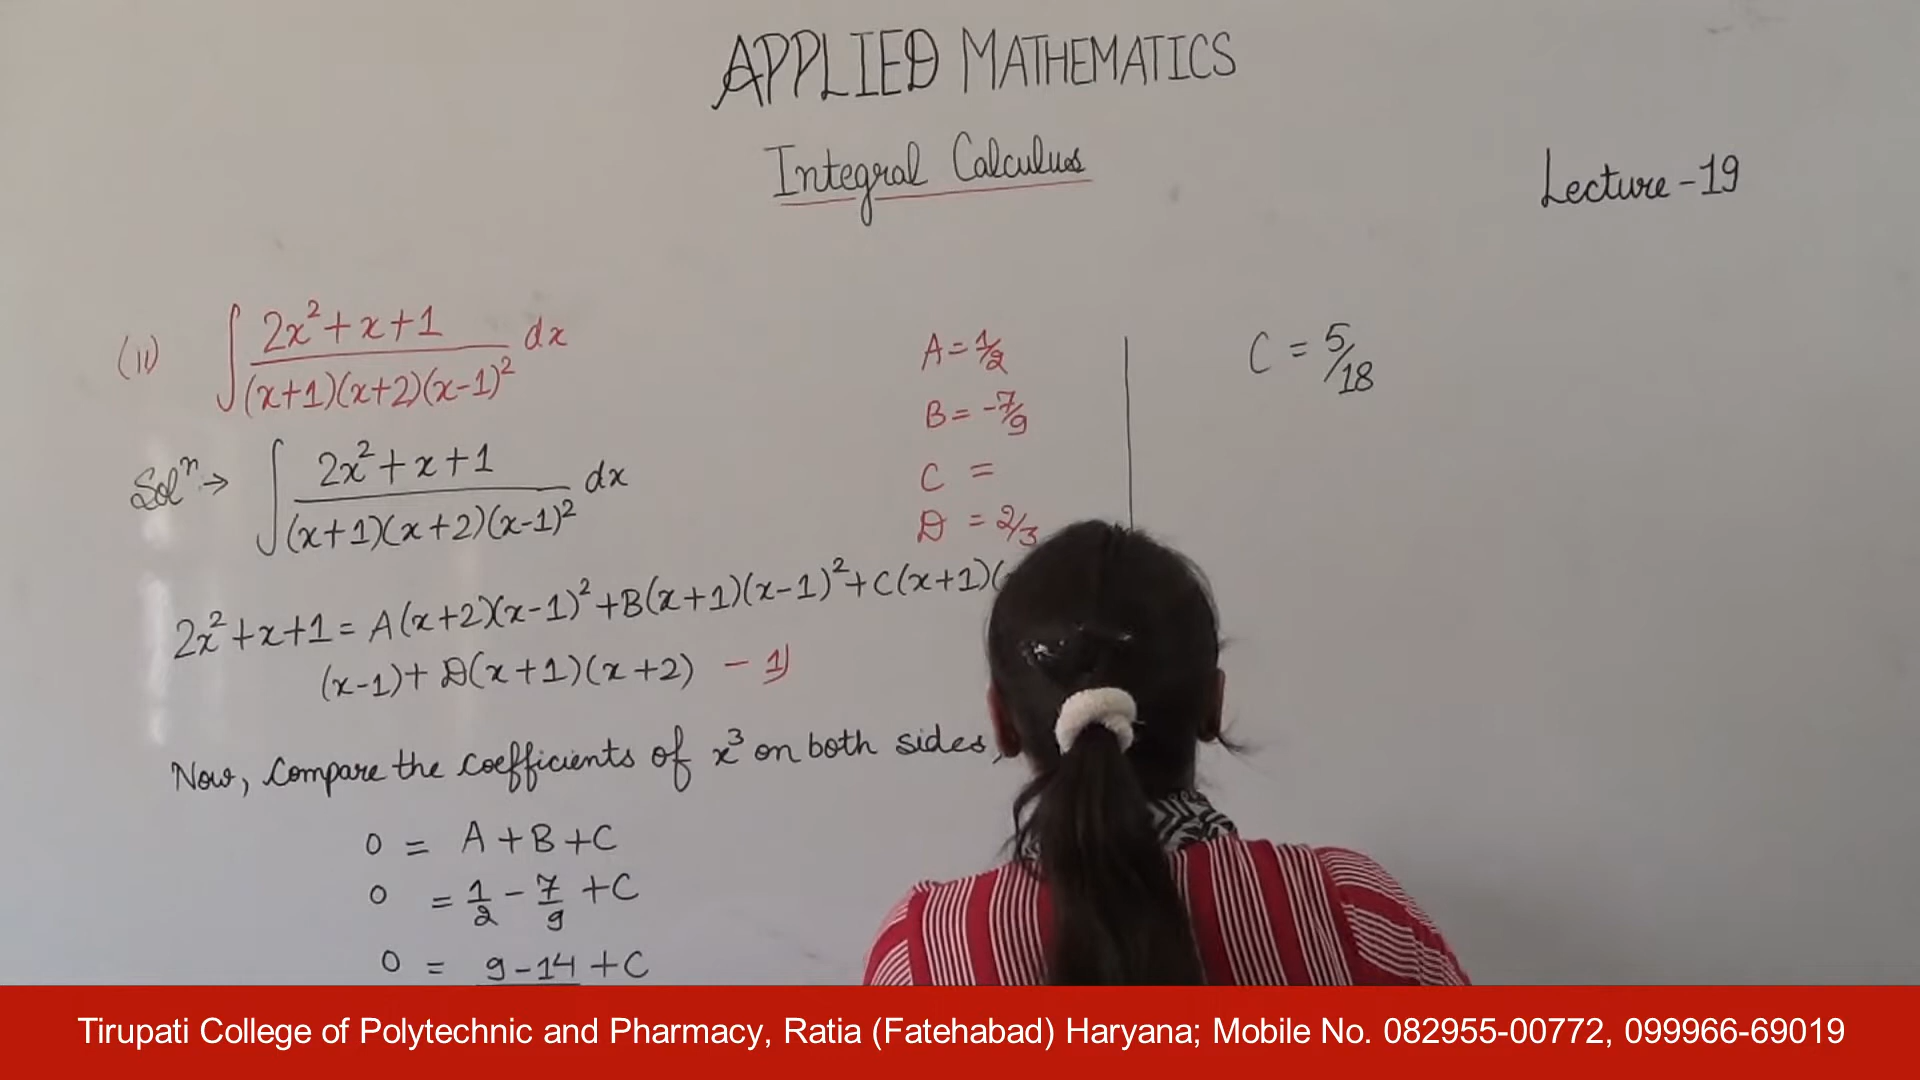 APPLIED MATHEMATICS
Integral Calculus
Lecture-19
(ii) ∫ 2x²+x+1 / (x+1)(x+2)(x-1)² dx
Solⁿ:→ ∫ 2x²+x+1 / (x+1)(x+2)(x-1)² dx
2x²+x+1 = A(x+2)(x-1)²+B(x+1)(x-1)²+C(x+1)(
(x-1)+D(x+1)(x+2) - 1)
Now, Compare the coefficients of x³ on both sides,
0 = A+B+C
0 = 1/2 - 7/9 +C
0 = 9-14 +C
A = 1/2
B = -7/9
C =
D = 2/3
C = 5/18
Tirupati College of Polytechnic and Pharmacy, Ratia (Fatehabad) Haryana; Mobile No. 082955-00772, 099966-69019